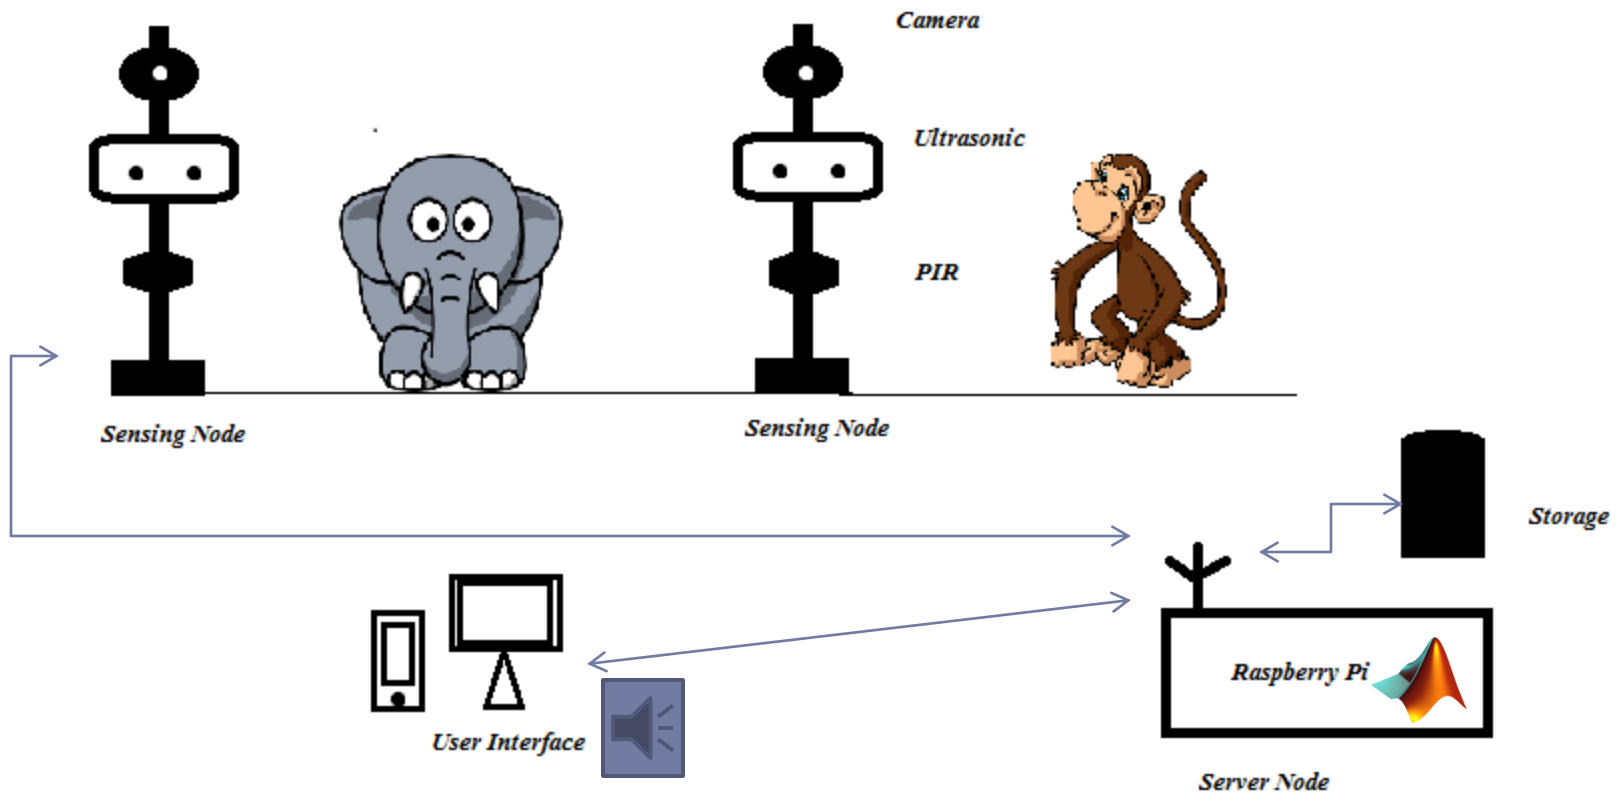 Camera
Ultrasonic
PIR
Sensing Node
Sensing Node
Storage
Raspberry Pi
User Interface
Server Node